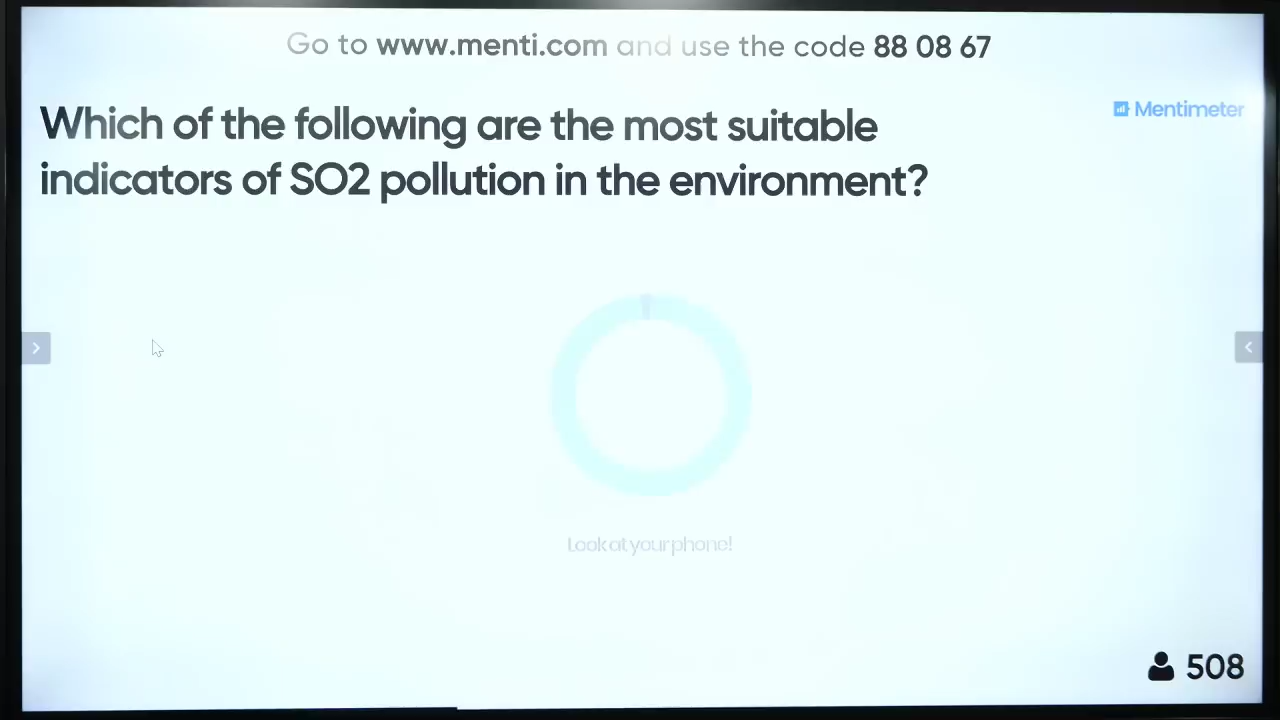 Go to www.menti.com and use the code 88 08 67
Mentimeter
Which of the following are the most suitable
indicators of SO2 pollution in the environment?
Look at your phone!
508